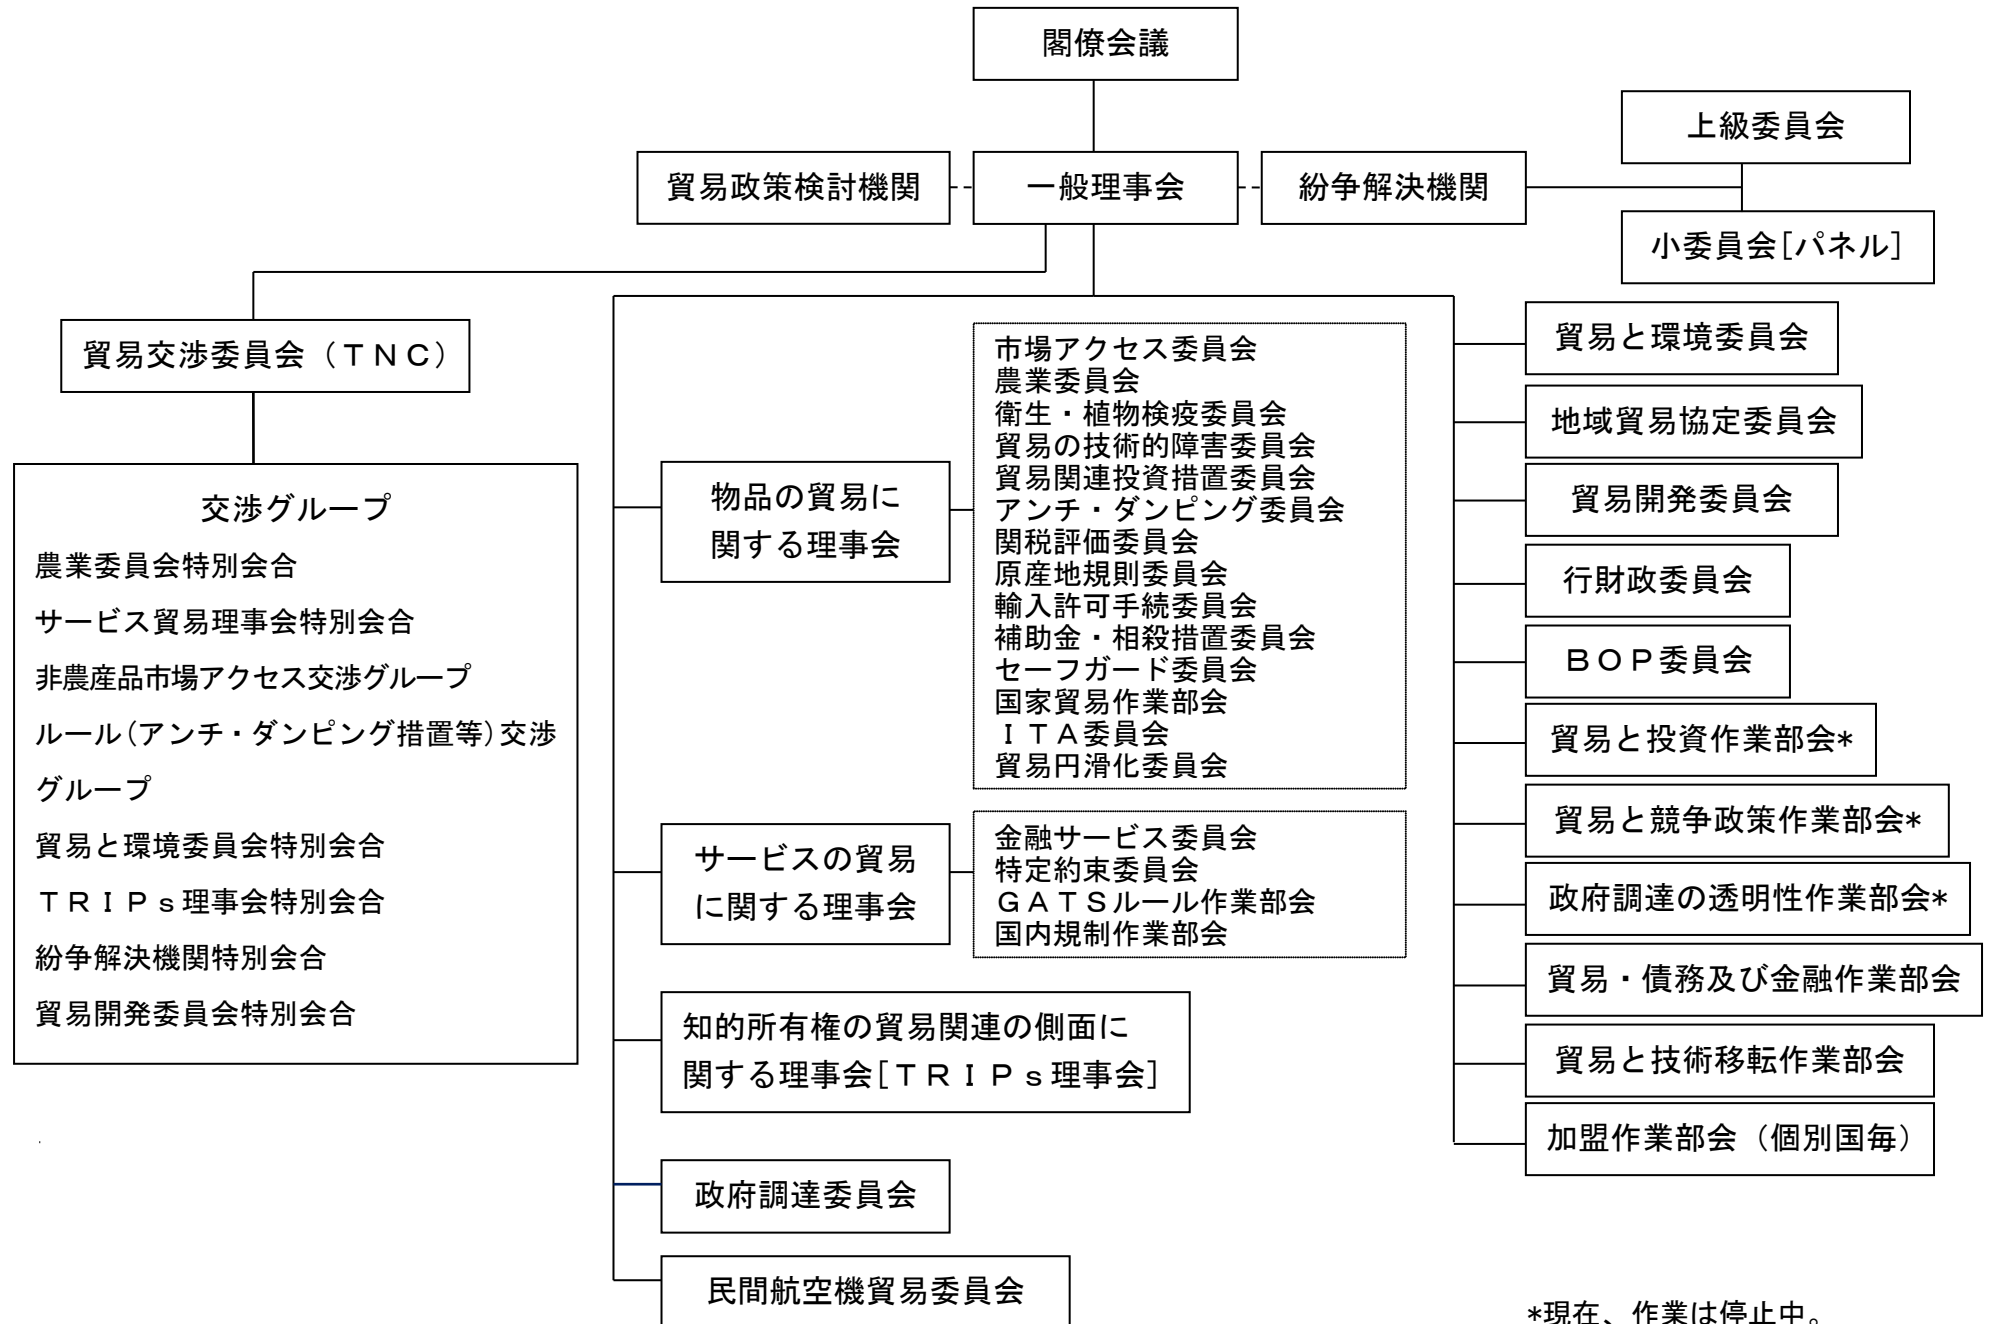 閣僚会議
上級委員会
貿易政策検討機関
一般理事会
紛争解決機関
小委員会[パネル]
貿易交渉委員会（ＴＮＣ）
交渉グループ
農業委員会特別会合
サービス貿易理事会特別会合
非農産品市場アクセス交渉グループ
ルール(アンチ・ダンピング措置等)交渉
グループ
貿易と環境委員会特別会合
ＴＲＩＰｓ理事会特別会合
紛争解決機関特別会合
貿易開発委員会特別会合
物品の貿易に
関する理事会
市場アクセス委員会
農業委員会
衛生・植物検疫委員会
貿易の技術的障害委員会
貿易関連投資措置委員会
アンチ・ダンピング委員会
関税評価委員会
原産地規則委員会
輸入許可手続委員会
補助金・相殺措置委員会
セーフガード委員会
国家貿易作業部会
ＩＴＡ委員会
貿易円滑化委員会
サービスの貿易
に関する理事会
金融サービス委員会
特定約束委員会
ＧＡＴＳルール作業部会
国内規制作業部会
知的所有権の貿易関連の側面に
関する理事会[ＴＲＩＰｓ理事会]
政府調達委員会
民間航空機貿易委員会
貿易と環境委員会
地域貿易協定委員会
貿易開発委員会
行財政委員会
ＢＯＰ委員会
貿易と投資作業部会*
貿易と競争政策作業部会*
政府調達の透明性作業部会*
貿易・債務及び金融作業部会
貿易と技術移転作業部会
加盟作業部会（個別国毎）
*現在、作業は停止中。